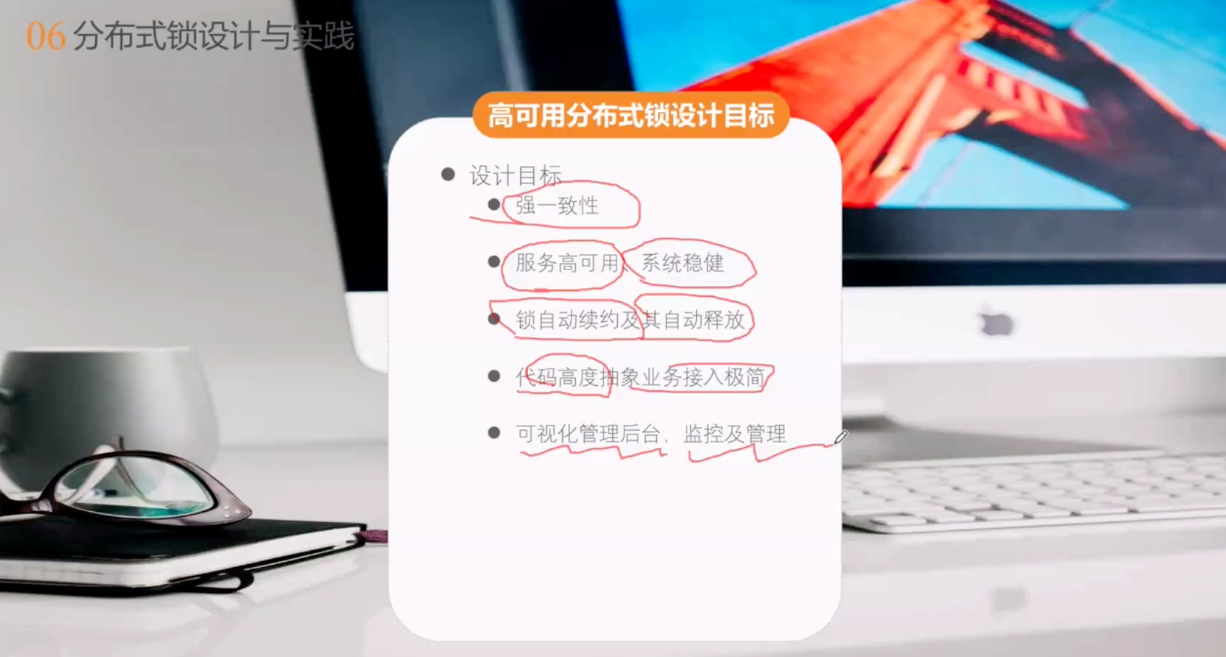 06 分布式锁设计与实践
高可用分布式锁设计目标
设计目标
强一致性
服务高可用、系统稳健
锁自动续约及其自动释放
代码高度抽象业务接入极简
可视化管理后台，监控及管理